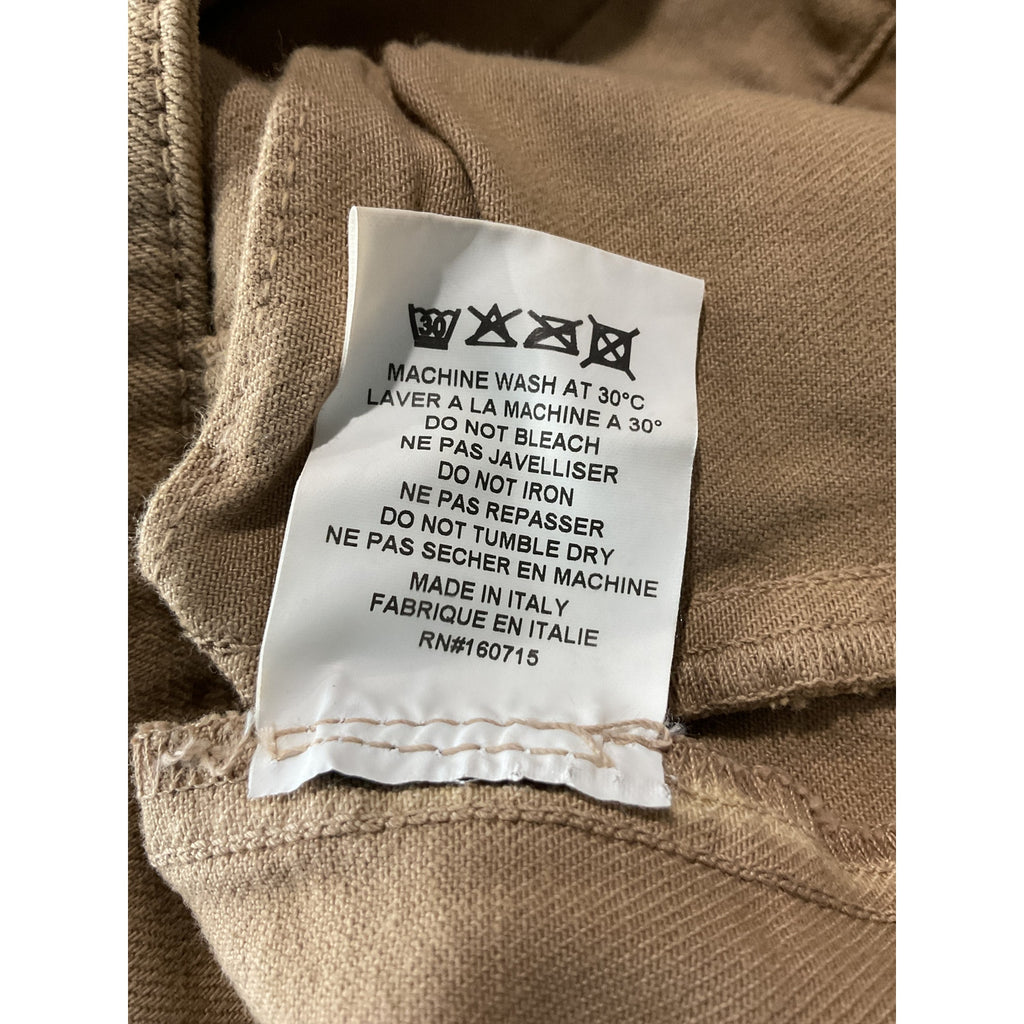 30
MACHINE WASH AT 30°C
LAVER A LA MACHINE A 30°
DO NOT BLEACH
NE PAS JAVELLISER
DO NOT IRON
NE PAS REPASSER
DO NOT TUMBLE DRY
NE PAS SECHER EN MACHINE
MADE IN ITALY
FABRIQUE EN ITALIE
RN#160715